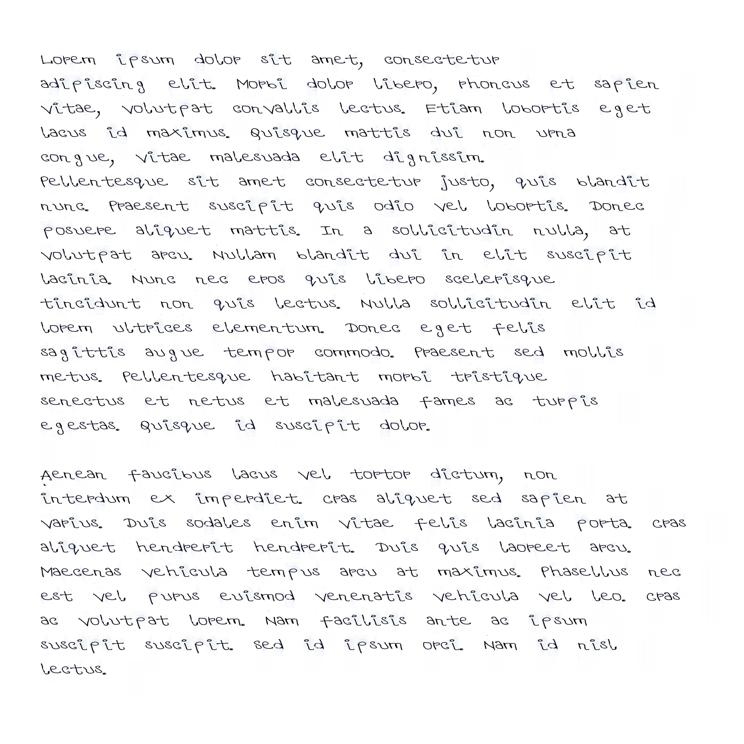 Lorem ipsum dolor sit amet, consectetur
adipiscing elit. Morbi dolor libero, rhoncus et sapien
vitae, volutpat convallis lectus. Etiam lobortis eget
lacus id maximus. Quisque mattis dui non urna
congue, vitae malesuada elit dignissim.
Pellentesque sit amet consectetur justo, quis blandit
nunc. Praesent suscipit quis odio vel lobortis. Donec
posuere aliquet mattis. In a sollicitudin nulla, at
volutpat arcu. Nullam blandit dui in elit suscipit
lacinia. Nunc nec eros quis libero scelerisque
tincidunt non quis lectus. Nulla sollicitudin elit id
lorem ultrices elementum. Donec eget felis
sagittis augue tempor commodo. Praesent sed mollis
metus. Pellentesque habitant morbi tristique
senectus et netus et malesuada fames ac turpis
egestas. Quisque id suscipit dolor.

Aenean faucibus lacus vel tortor dictum, non
interdum ex imperdiet. Cras aliquet sed sapien at
varius. Duis sodales enim vitae felis lacinia porta. Cras
aliquet hendrerit hendrerit. Duis quis laoreet arcu.
Maecenas vehicula tempus arcu at maximus. Phasellus nec
est vel purus euismod venenatis vehicula vel leo. Cras
ac volutpat lorem. Nam facilisis ante ac ipsum
suscipit suscipit. Sed id ipsum orci. Nam id nisl
lectus.